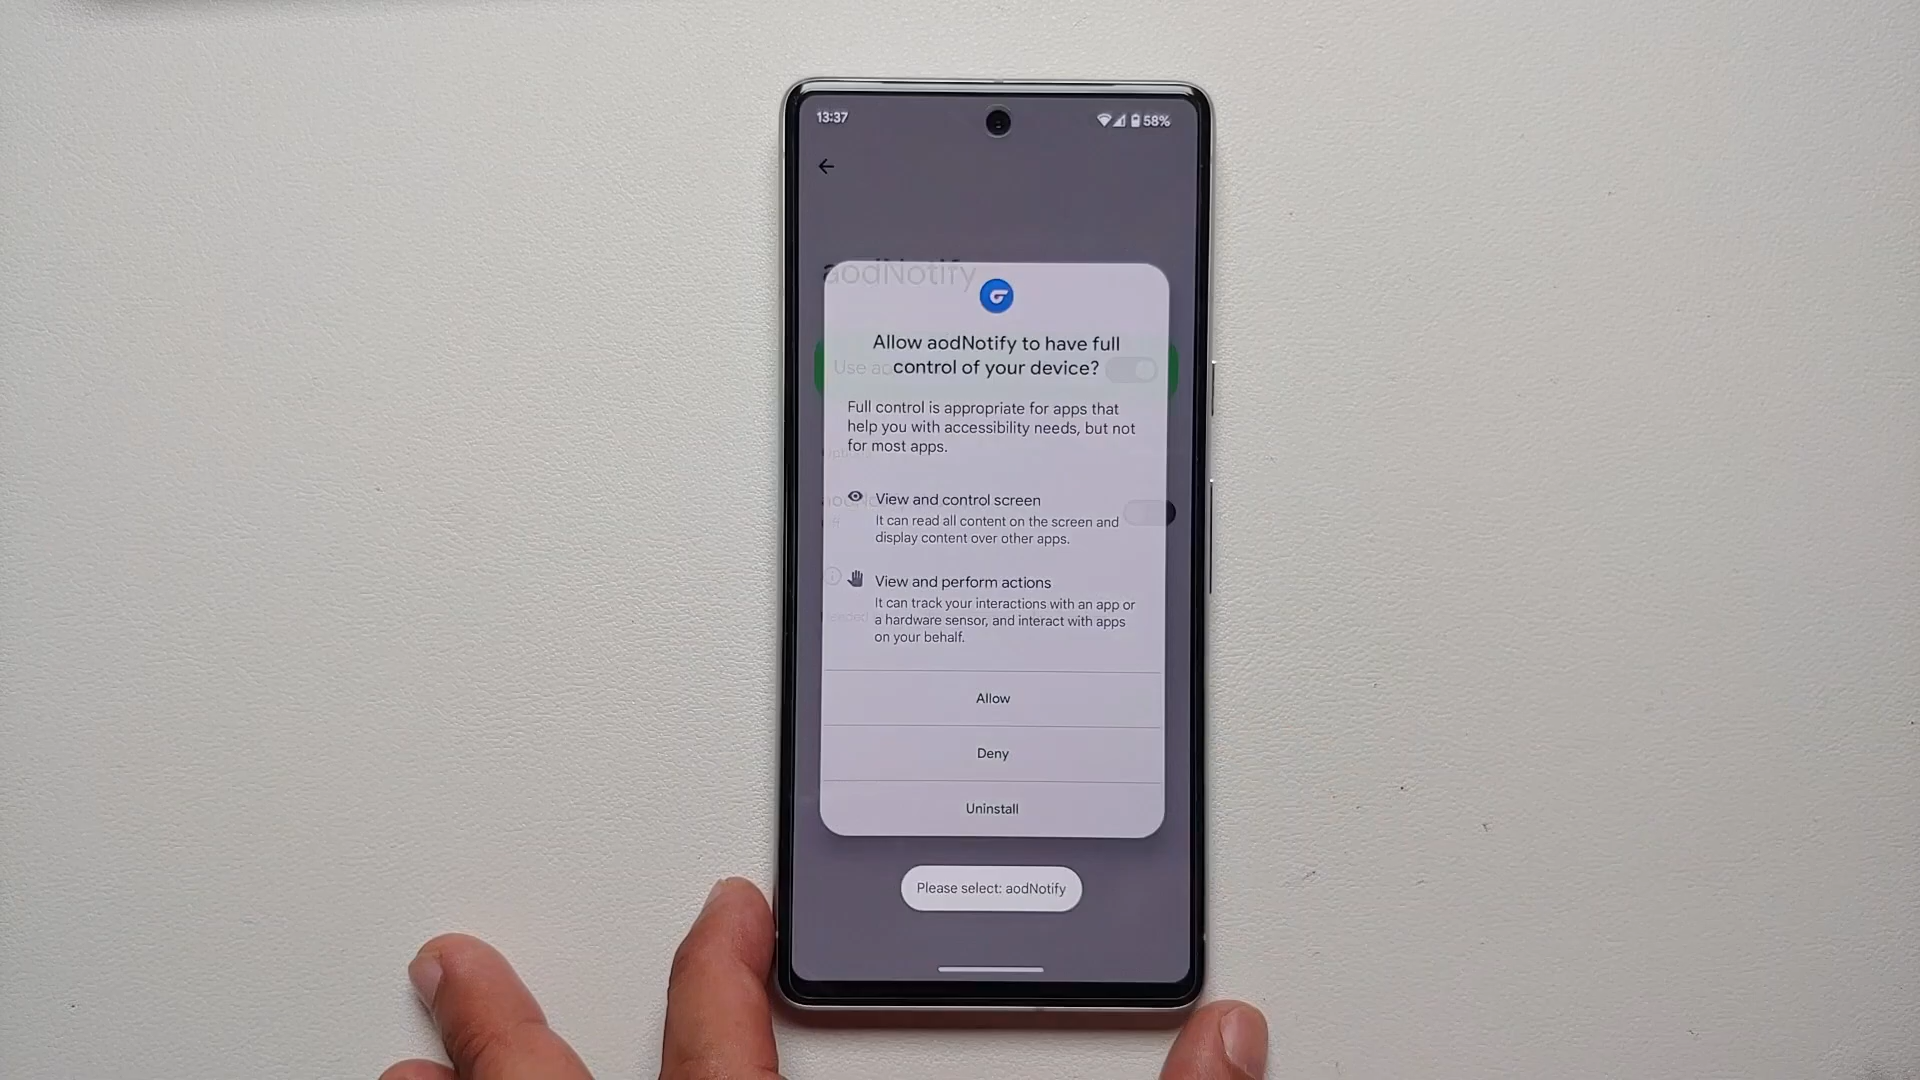 13:37
58%
aodNotify
Allow aodNotify to have full
control of your device?
Use ao
Full control is appropriate for apps that
help you with accessibility needs, but not
for most apps.
View and control screen
It can read all content on the screen and
display content over other apps.
View and perform actions
It can track your interactions with an app or
a hardware sensor, and interact with apps
on your behalf.
Allow
Deny
Uninstall
Please select: aodNotify